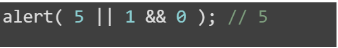 alert( 5 || 1 && 0 ); // 5